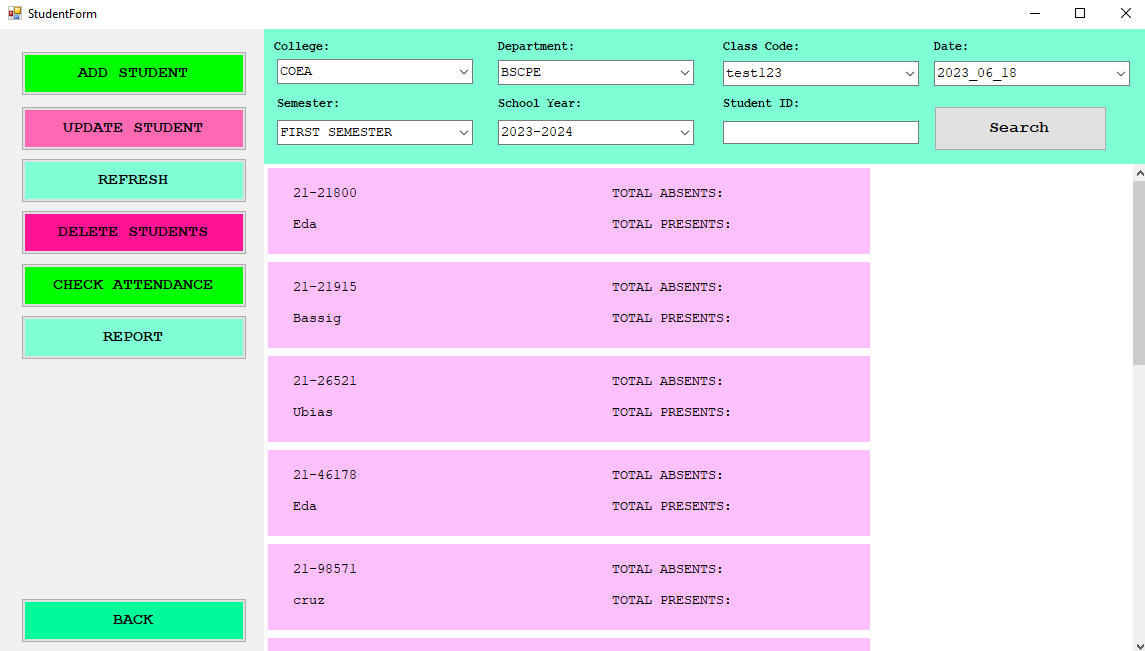 StudentForm
ADD STUDENT
UPDATE STUDENT
REFRESH
DELETE STUDENTS
CHECK ATTENDANCE
REPORT
BACK
College: Department: Class Code: Date:
COEA BSCPE test123 2023_06_18
Semester: School Year: Student ID:
FIRST SEMESTER 2023-2024 Search
21-21800 TOTAL ABSENTS:
Eda TOTAL PRESENTS:
21-21915 TOTAL ABSENTS:
Bassig TOTAL PRESENTS:
21-26521 TOTAL ABSENTS:
Ubias TOTAL PRESENTS:
21-46178 TOTAL ABSENTS:
Eda TOTAL PRESENTS:
21-98571 TOTAL ABSENTS:
cruz TOTAL PRESENTS: